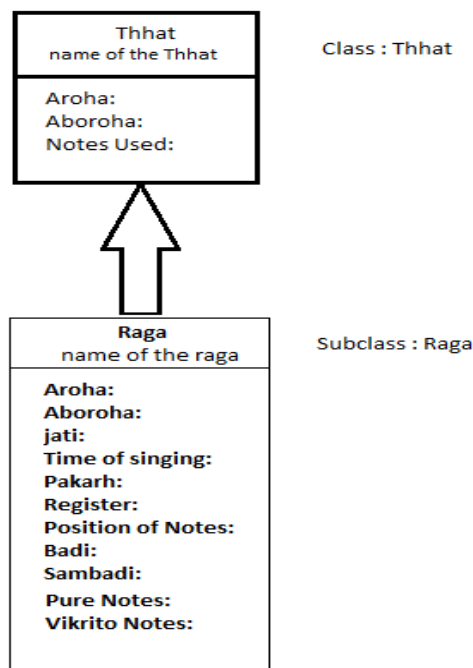 Thhat
name of the Thhat
Class : Thhat
Aroha:
Aboroha:
Notes Used:
Raga
name of the raga
Subclass : Raga
Aroha:
Aboroha:
jati:
Time of singing:
Pakarh:
Register:
Position of Notes:
Badi:
Sambadi:
Pure Notes:
Vikrito Notes: